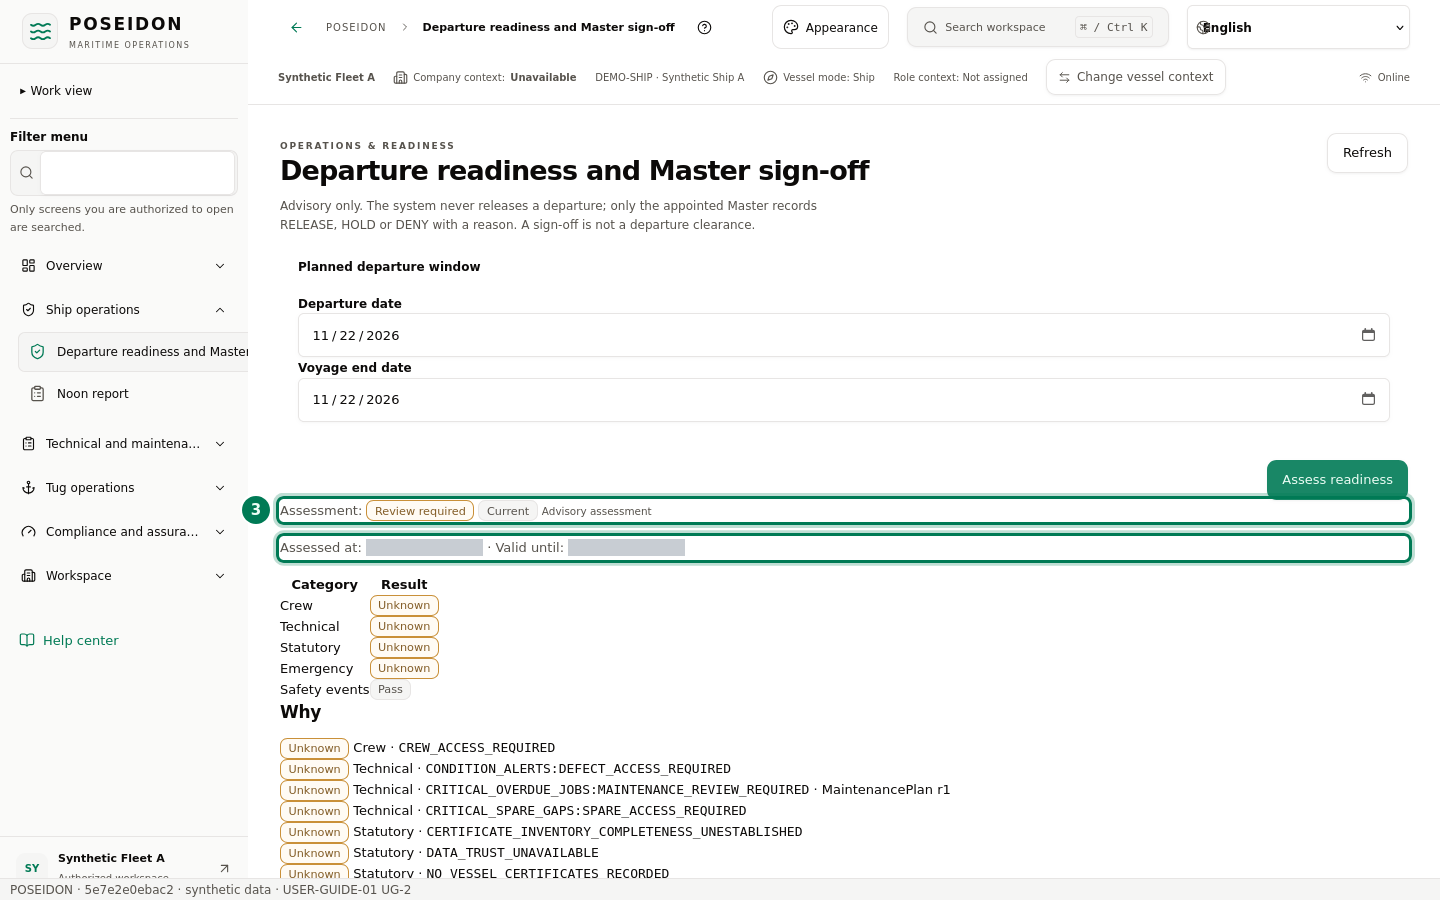 POSEIDON
MARITIME OPERATIONS
Work view
Filter menu
Only screens you are authorized to open
are searched.
Overview
Ship operations
Departure readiness and Master
Noon report
Technical and maintena...
Tug operations
Compliance and assura...
Workspace
Help center
SY
Synthetic Fleet A
Authorized workspace
POSEIDON
Departure readiness and Master sign-off
Appearance
Search workspace
⌘ / Ctrl K
English
Synthetic Fleet A
Company context: Unavailable
DEMO-SHIP · Synthetic Ship A
Vessel mode: Ship
Role context: Not assigned
Change vessel context
Online
OPERATIONS & READINESS
Departure readiness and Master sign-off
Refresh
Advisory only. The system never releases a departure; only the appointed Master records
RELEASE, HOLD or DENY with a reason. A sign-off is not a departure clearance.
Planned departure window
Departure date
11 / 22 / 2026
Voyage end date
11 / 22 / 2026
Assess readiness
3
Assessment: Review required Current Advisory assessment
Assessed at: · Valid until:
Category Result
Crew Unknown
Technical Unknown
Statutory Unknown
Emergency Unknown
Safety events Pass
Why
Unknown Crew · CREW_ACCESS_REQUIRED
Unknown Technical · CONDITION_ALERTS:DEFECT_ACCESS_REQUIRED
Unknown Technical · CRITICAL_OVERDUE_JOBS:MAINTENANCE_REVIEW_REQUIRED · MaintenancePlan r1
Unknown Technical · CRITICAL_SPARE_GAPS:SPARE_ACCESS_REQUIRED
Unknown Statutory · CERTIFICATE_INVENTORY_COMPLETENESS_UNESTABLISHED
Unknown Statutory · DATA_TRUST_UNAVAILABLE
Unknown Statutory · NO_VESSEL_CERTIFICATES_RECORDED
POSEIDON · 5e7e2e0ebac2 · synthetic data · USER-GUIDE-01 UG-2